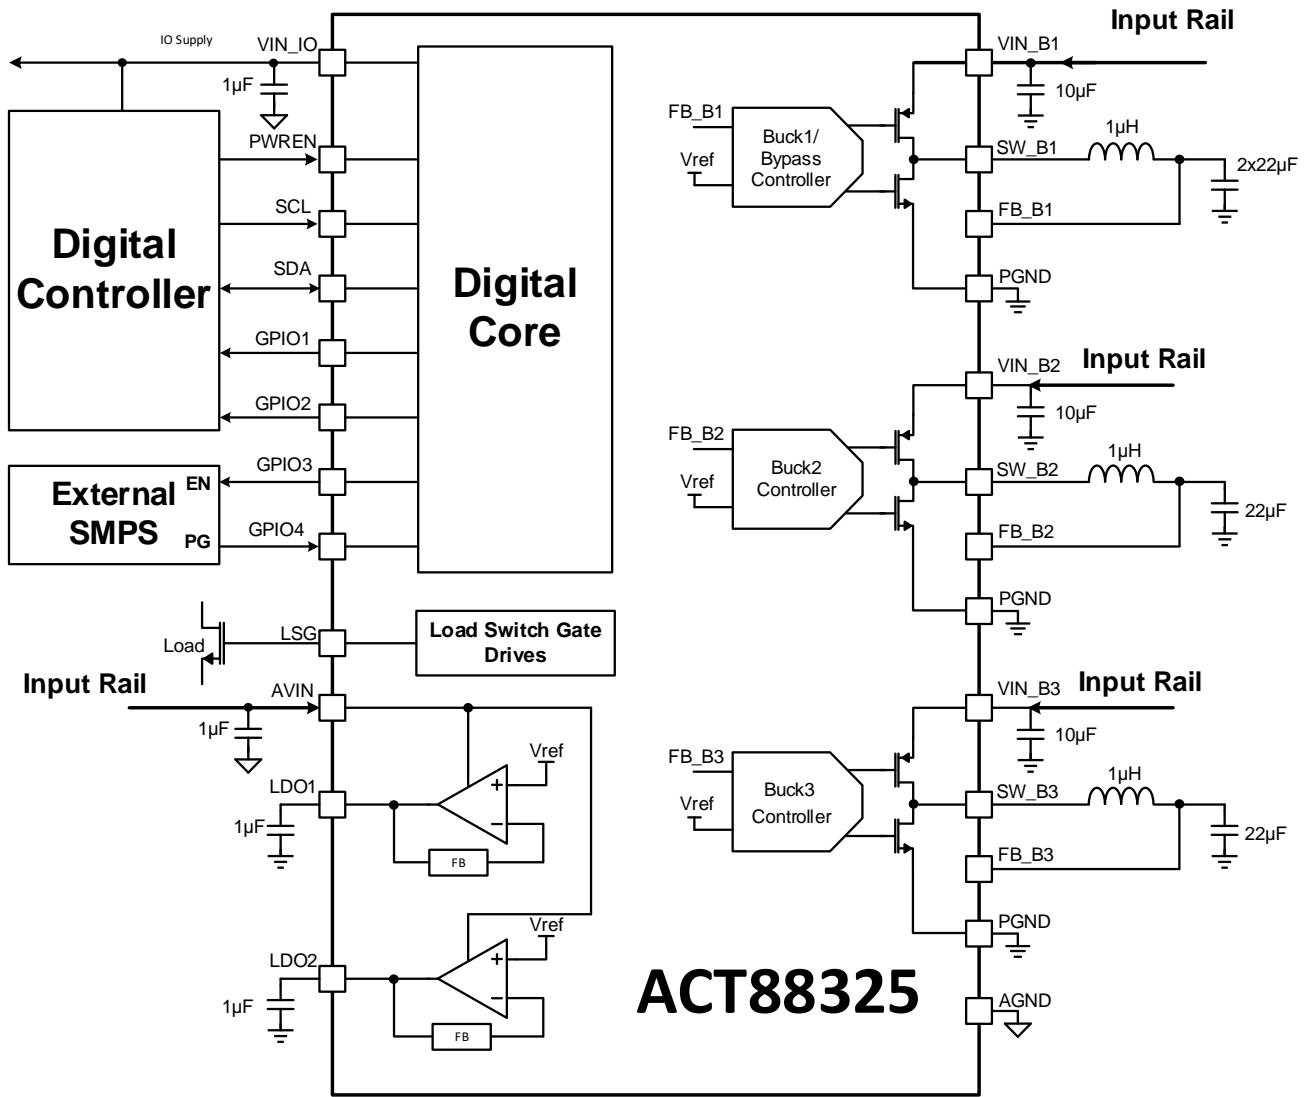 Input Rail
IO Supply
VIN_IO
1µF
PWREN
SCL
SDA
GPIO1
GPIO2
Digital
Controller
Digital
Core
External
SMPS
EN
PG
GPIO3
GPIO4
Load
LSG
Load Switch Gate
Drives
Input Rail
AVIN
1µF
LDO1
1µF
Vref
+
−
FB
LDO2
1µF
Vref
+
−
FB
VIN_B1
10µF
FB_B1
Vref
Buck1/
Bypass
Controller
SW_B1
1µH
2x22µF
FB_B1
PGND
Input Rail
VIN_B2
10µF
FB_B2
Vref
Buck2
Controller
SW_B2
1µH
22µF
FB_B2
PGND
Input Rail
VIN_B3
10µF
FB_B3
Vref
Buck3
Controller
SW_B3
1µH
22µF
FB_B3
PGND
AGND
ACT88325